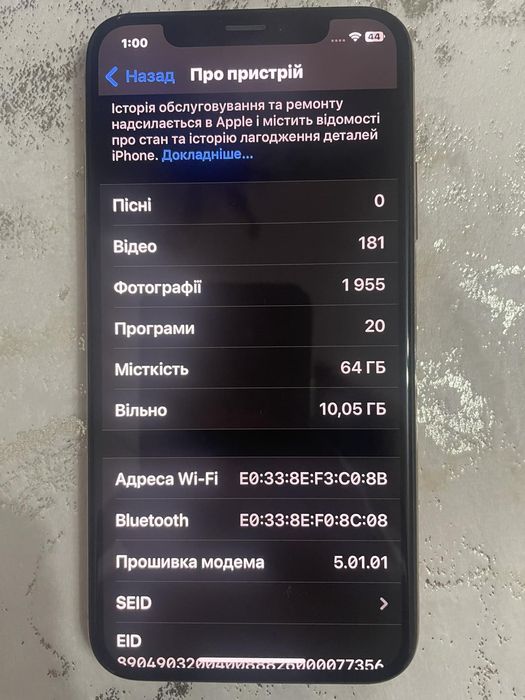 1:00
44
Назад Про пристрій
Історія обслуговування та ремонту
надсилається в Apple і містить відомості
про стан та історію лагодження деталей
iPhone. Докладніше...
Пісні 0
Відео 181
Фотографії 1 955
Програми 20
Місткість 64 ГБ
Вільно 10,05 ГБ
Адреса Wi-Fi E0:33:8E:F3:C0:8B
Bluetooth E0:33:8E:F0:8C:08
Прошивка модема 5.01.01
SEID
EID